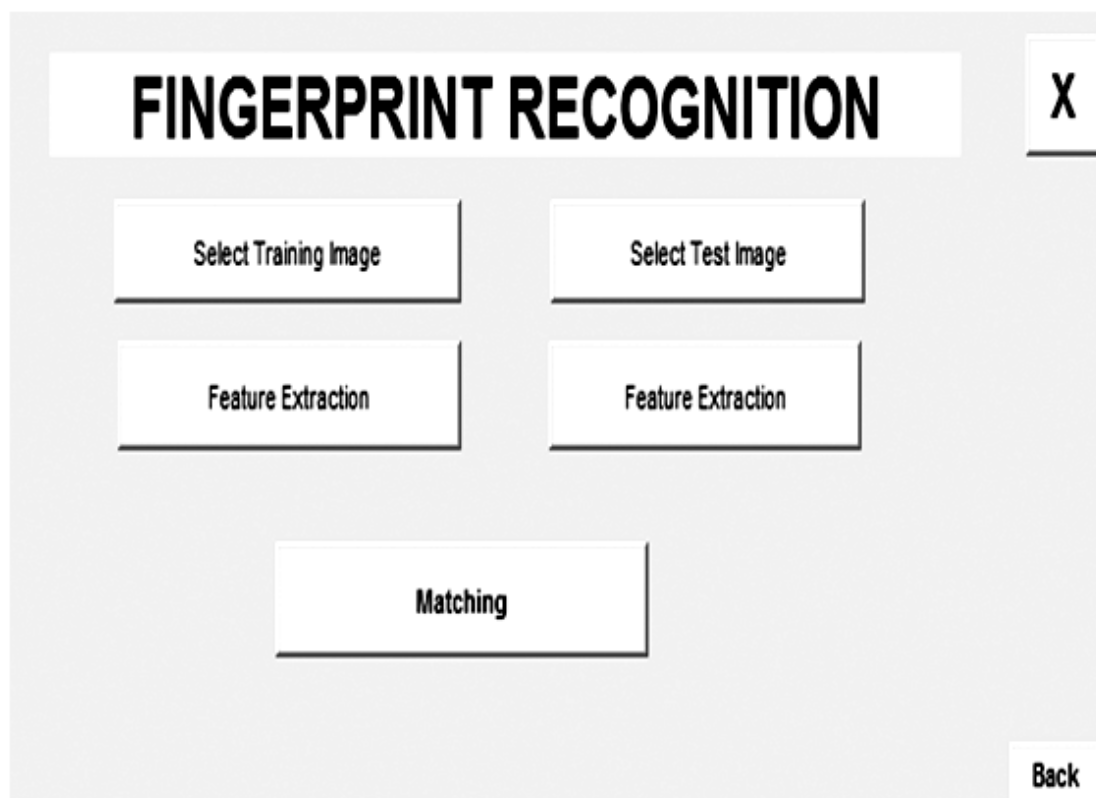 FINGERPRINT RECOGNITION
X
Select Training Image
Select Test Image
Feature Extraction
Feature Extraction
Matching
Back